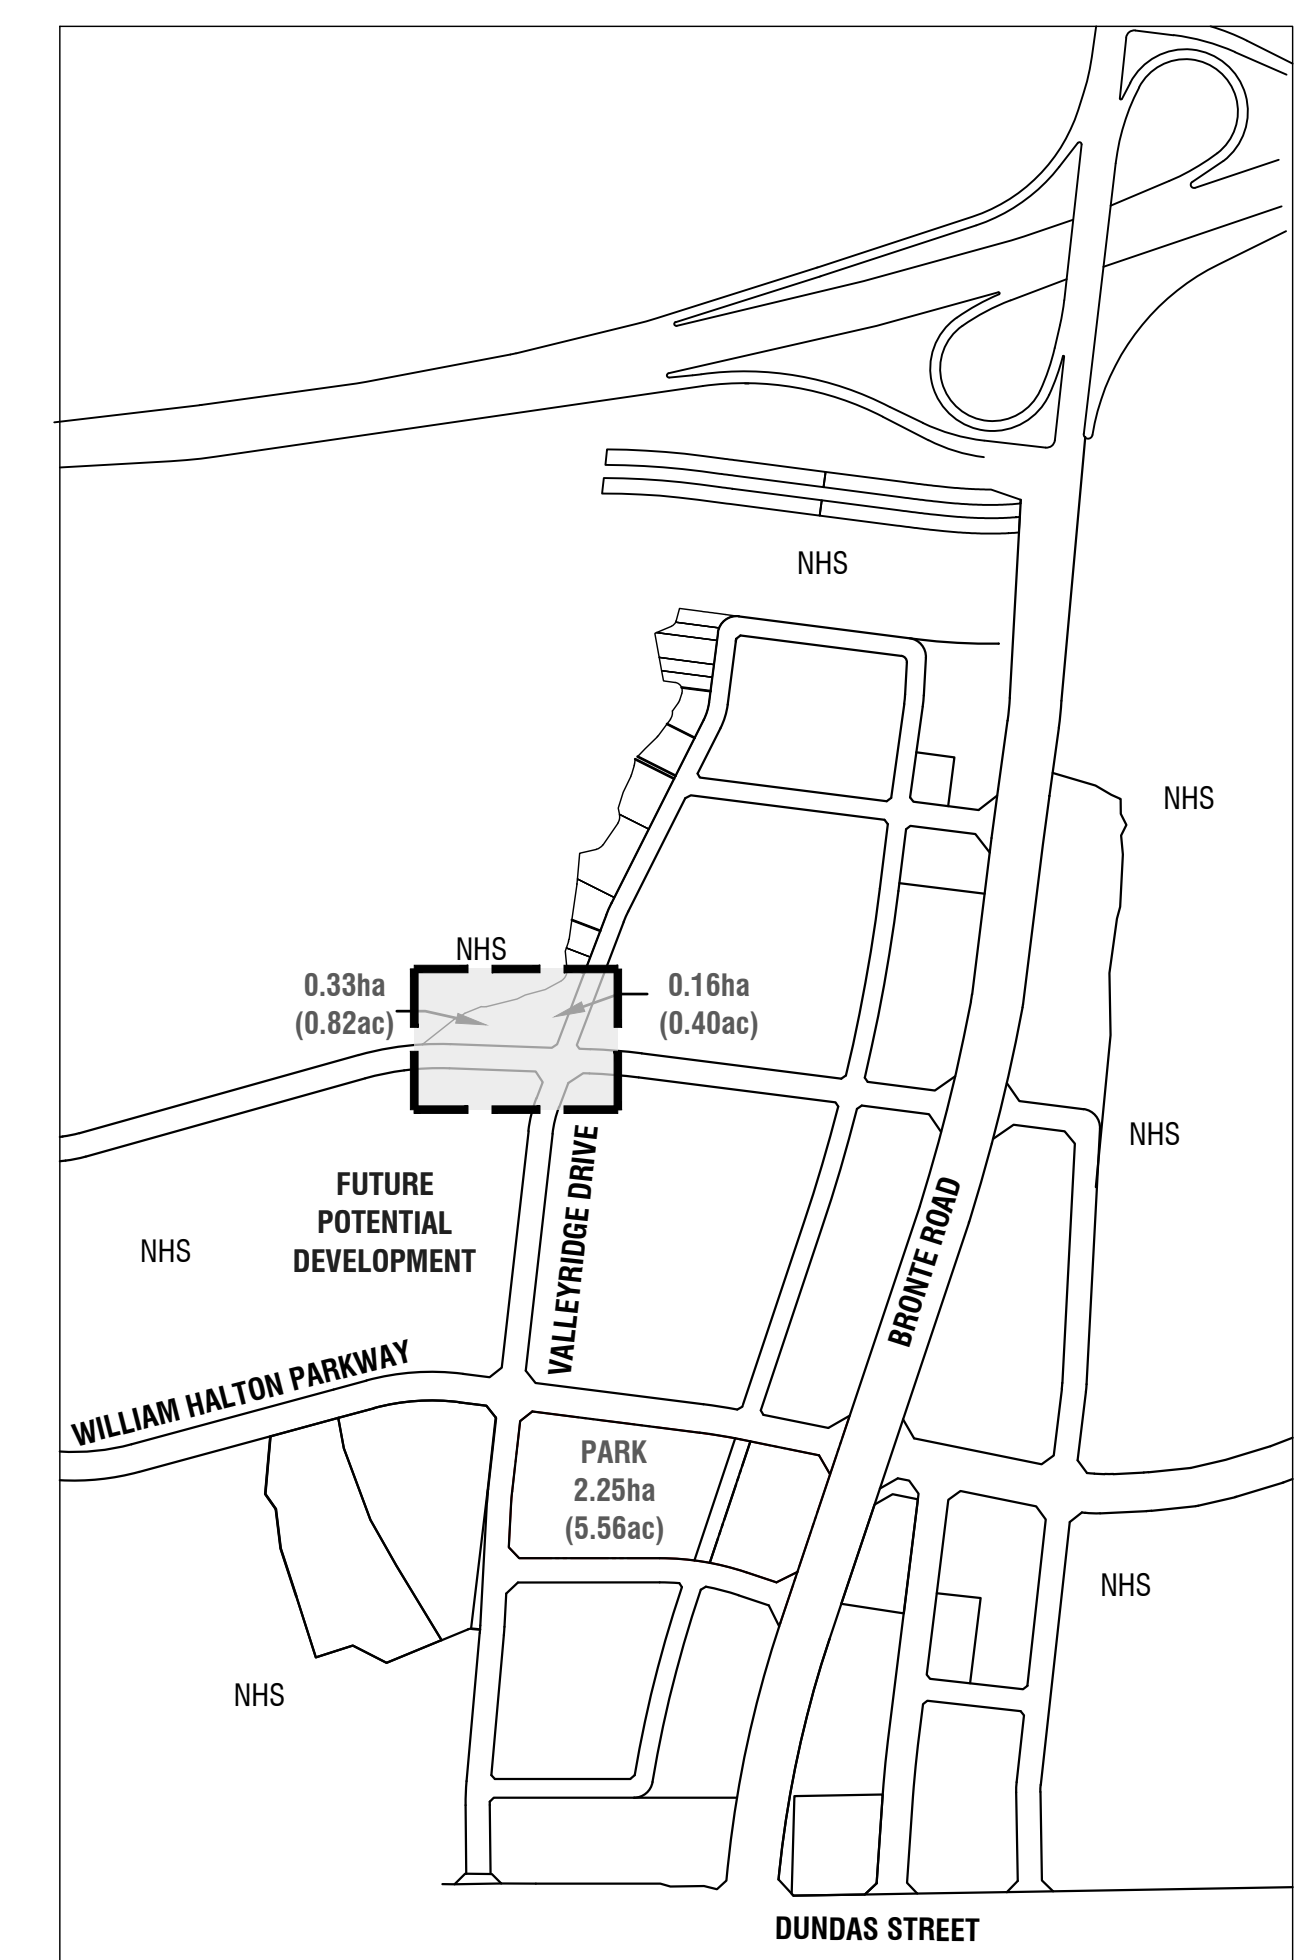 NHS
NHS
NHS
0.33ha
(0.82ac)
0.16ha
(0.40ac)
NHS
FUTURE
POTENTIAL
DEVELOPMENT
VALLEYRIDGE DRIVE
BRONTE ROAD
NHS
WILLIAM HALTON PARKWAY
PARK
2.25ha
(5.56ac)
NHS
NHS
DUNDAS STREET